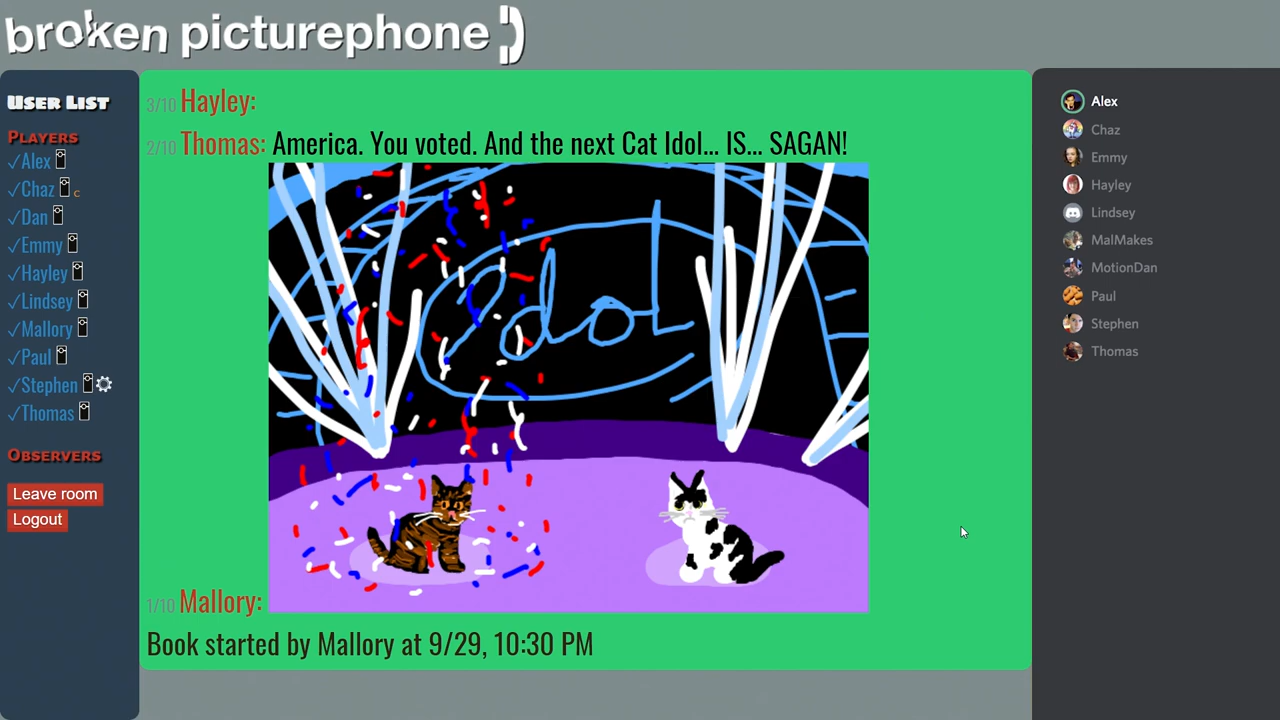 broken picturephone
USER LIST
PLAYERS
✓Alex
✓Chaz c
✓Dan
✓Emmy
✓Hayley
✓Lindsey
✓Mallory
✓Paul
✓Stephen
✓Thomas
OBSERVERS
Leave room
Logout
3/10 Hayley:
2/10 Thomas: America. You voted. And the next Cat Idol... IS... SAGAN!
Idol
1/10 Mallory:
Book started by Mallory at 9/29, 10:30 PM
Alex
Chaz
Emmy
Hayley
Lindsey
MalMakes
MotionDan
Paul
Stephen
Thomas